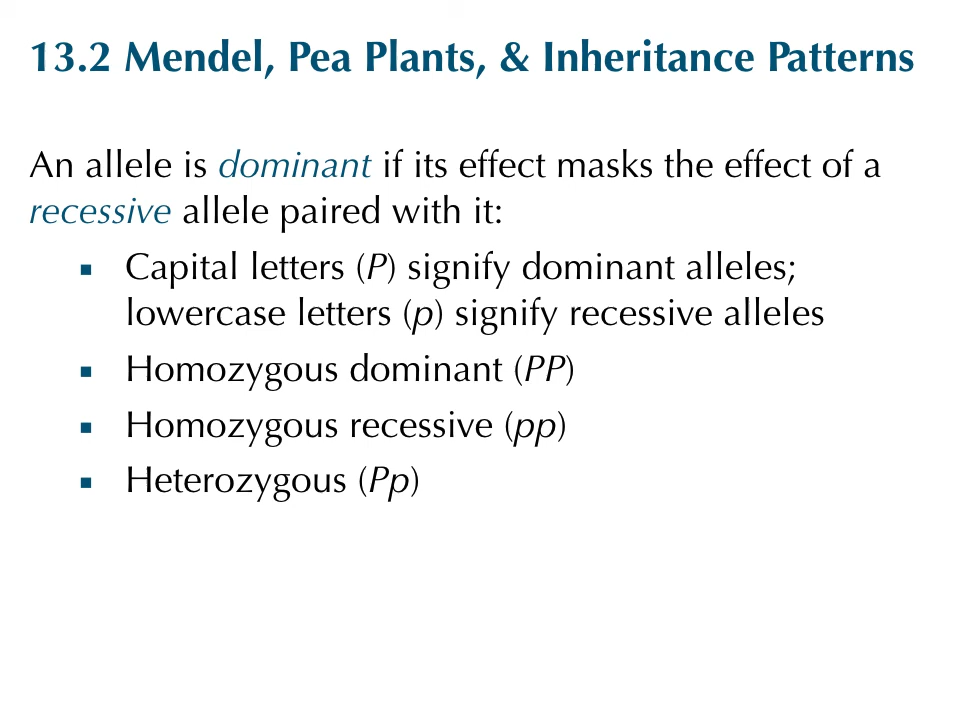 13.2 Mendel, Pea Plants, & Inheritance Patterns
An allele is dominant if its effect masks the effect of a
recessive allele paired with it:
▪ Capital letters (P) signify dominant alleles;
lowercase letters (p) signify recessive alleles
▪ Homozygous dominant (PP)
▪ Homozygous recessive (pp)
▪ Heterozygous (Pp)